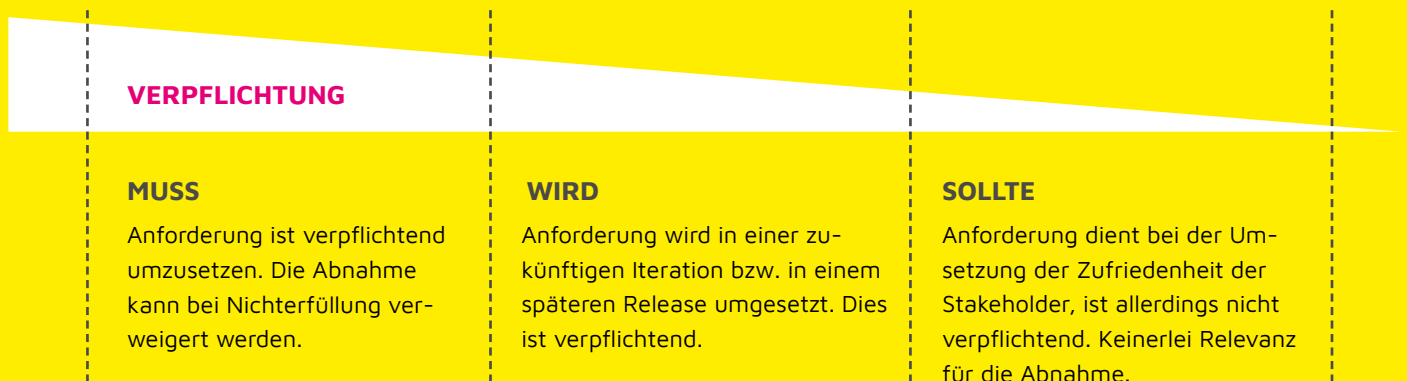 VERPFLICHTUNG
MUSS
Anforderung ist verpflichtend
umzusetzen. Die Abnahme
kann bei Nichterfüllung ver-
weigert werden.
WIRD
Anforderung wird in einer zu-
künftigen Iteration bzw. in einem
späteren Release umgesetzt. Dies
ist verpflichtend.
SOLLTE
Anforderung dient bei der Um-
setzung der Zufriedenheit der
Stakeholder, ist allerdings nicht
verpflichtend. Keinerlei Relevanz
für die Abnahme.